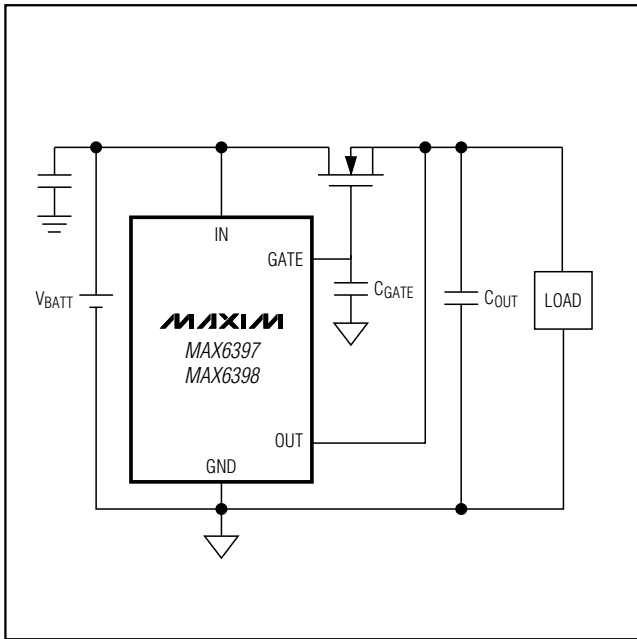 IN
GATE
CGATE
VBATT
MAXIM
MAX6397
MAX6398
COUT
LOAD
OUT
GND